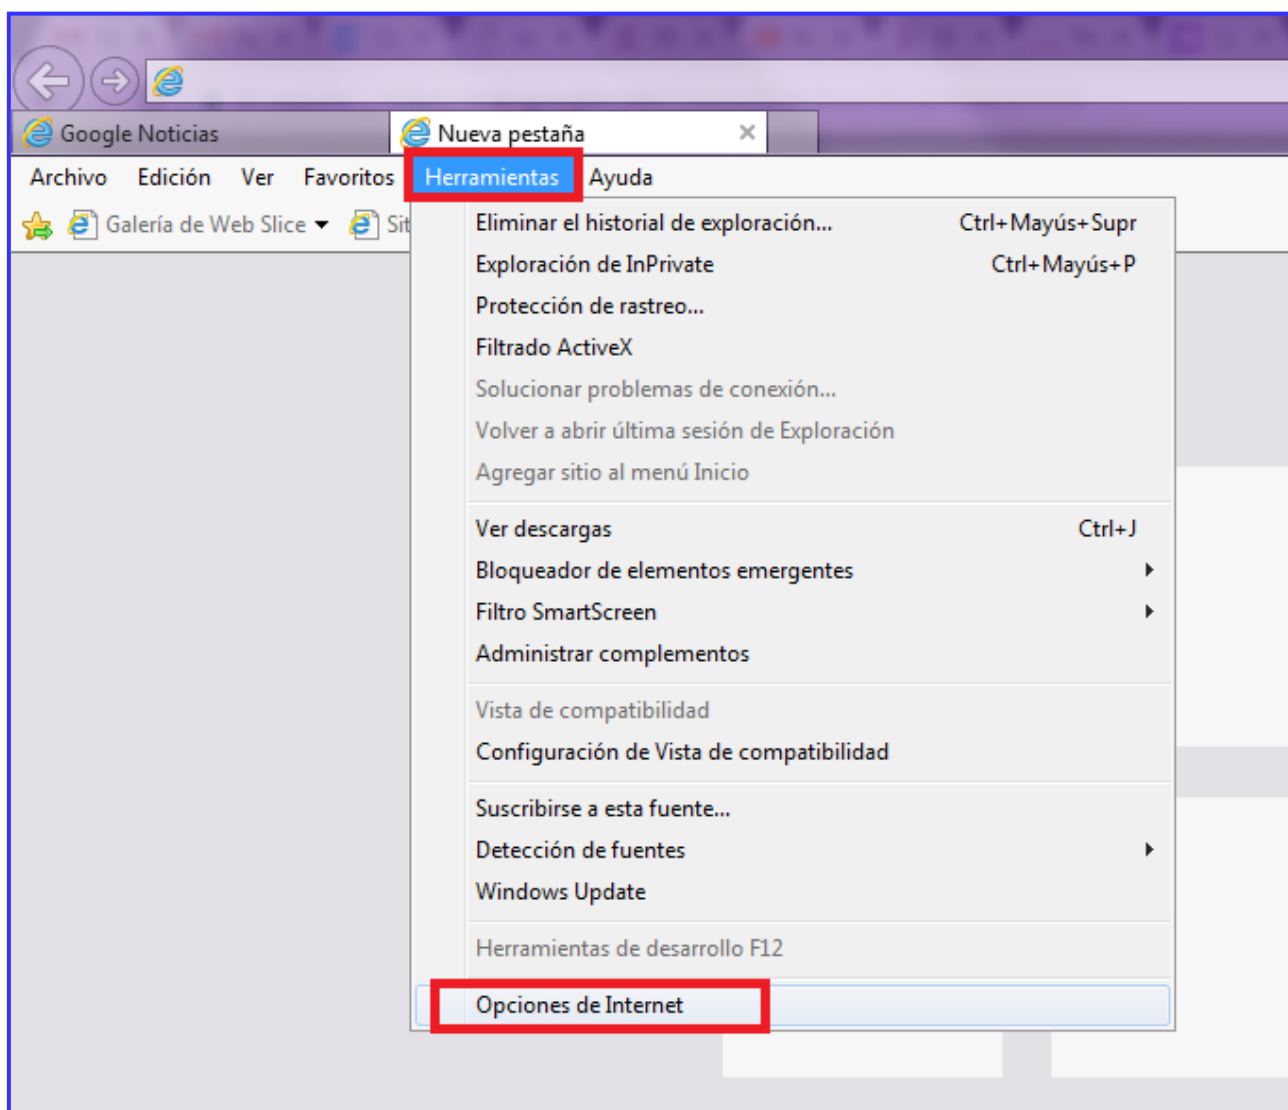 Google Noticias
Nueva pestaña
Archivo Edición Ver Favoritos Herramientas Ayuda
Galería de Web Slice
Eliminar el historial de exploración... Ctrl+Mayús+Supr
Exploración de InPrivate Ctrl+Mayús+P
Protección de rastreo...
Filtrado ActiveX
Solucionar problemas de conexión...
Volver a abrir última sesión de Exploración
Agregar sitio al menú Inicio
Ver descargas Ctrl+J
Bloqueador de elementos emergentes
Filtro SmartScreen
Administrar complementos
Vista de compatibilidad
Configuración de Vista de compatibilidad
Suscribirse a esta fuente...
Detección de fuentes
Windows Update
Herramientas de desarrollo F12
Opciones de Internet